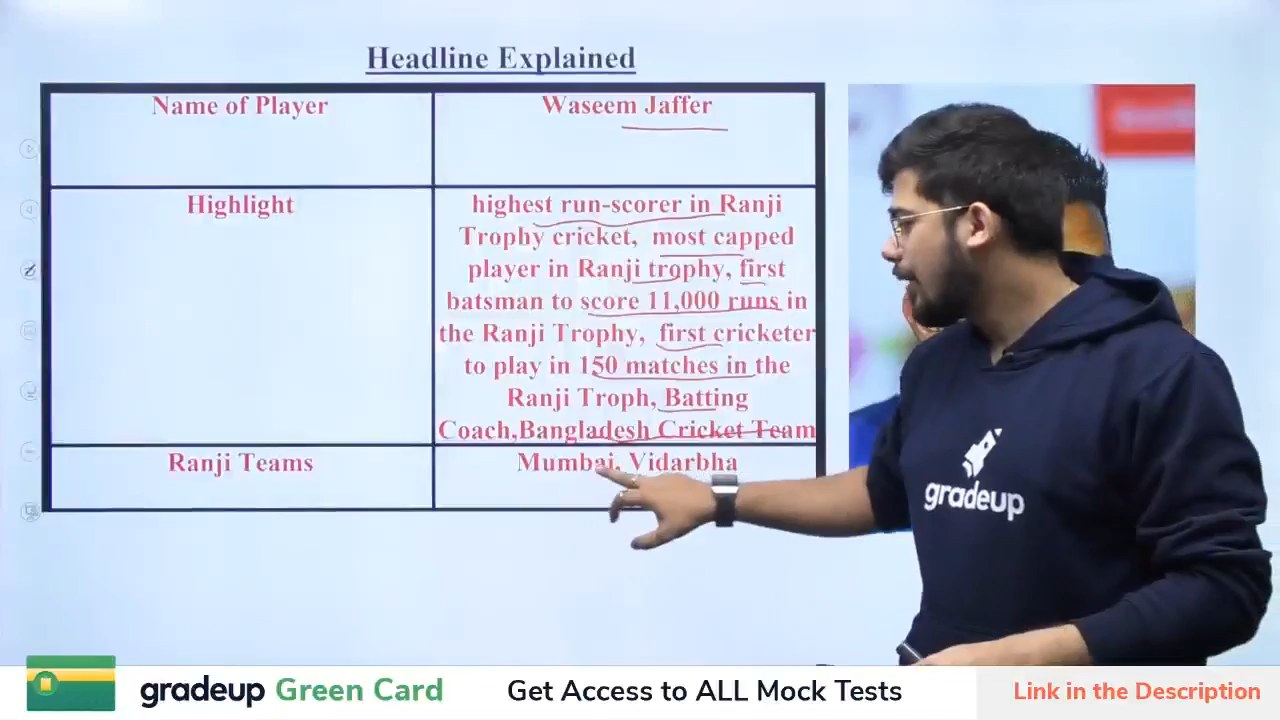 Headline Explained
Name of Player
Waseem Jaffer
Highlight
highest run-scorer in Ranji
Trophy cricket, most capped
player in Ranji trophy, first
batsman to score 11,000 runs in
the Ranji Trophy, first cricketer
to play in 150 matches in the
Ranji Troph, Batting
Coach,Bangladesh Cricket Team
Ranji Teams
Mumbai, Vidarbha
gradeup
gradeup Green Card
Get Access to ALL Mock Tests
Link in the Description